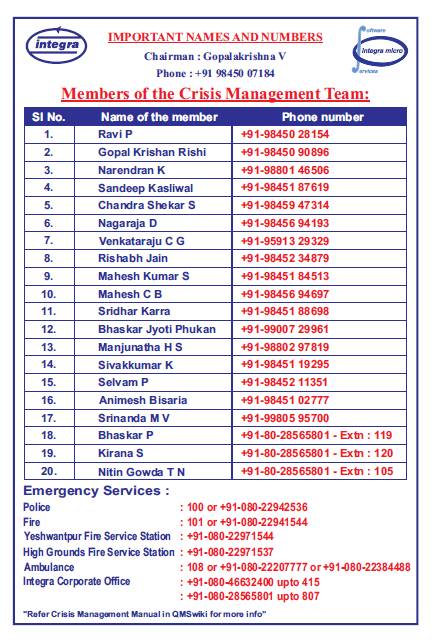 integra
IMPORTANT NAMES AND NUMBERS
Software
Integra micro
Services
Chairman : Gopalakrishna V
Phone : +91 98450 07184
Members of the Crisis Management Team:
Sl No. Name of the member Phone number
1. Ravi P +91-98450 28154
2. Gopal Krishan Rishi +91-98450 90896
3. Narendran K +91-98801 46506
4. Sandeep Kasliwal +91-98451 87619
5. Chandra Shekar S +91-98459 47314
6. Nagaraja D +91-98456 94193
7. Venkataraju C G +91-95913 29329
8. Rishabh Jain +91-98452 34879
9. Mahesh Kumar S +91-98451 84513
10. Mahesh C B +91-98456 94697
11. Sridhar Karra +91-98451 88698
12. Bhaskar Jyoti Phukan +91-99007 29961
13. Manjunatha H S +91-98802 97819
14. Sivakkumar K +91-98451 19295
15. Selvam P +91-98452 11351
16. Animesh Bisaria +91-98451 02777
17. Srinanda M V +91-99805 95700
18. Bhaskar P +91-80-28565801 - Extn : 119
19. Kirana S +91-80-28565801 - Extn : 120
20. Nitin Gowda T N +91-80-28565801 - Extn : 105
Emergency Services :
Police : 100 or +91-080-22942536
Fire : 101 or +91-080-22941544
Yeshwantpur Fire Service Station : +91-080-22971544
High Grounds Fire Service Station : +91-080-22971537
Ambulance : 108 or +91-080-22207777 or +91-080-22384488
Integra Corporate Office : +91-080-46632400 upto 415
: +91-080-28565801 upto 807
"Refer Crisis Management Manual in QMSwiki for more info"